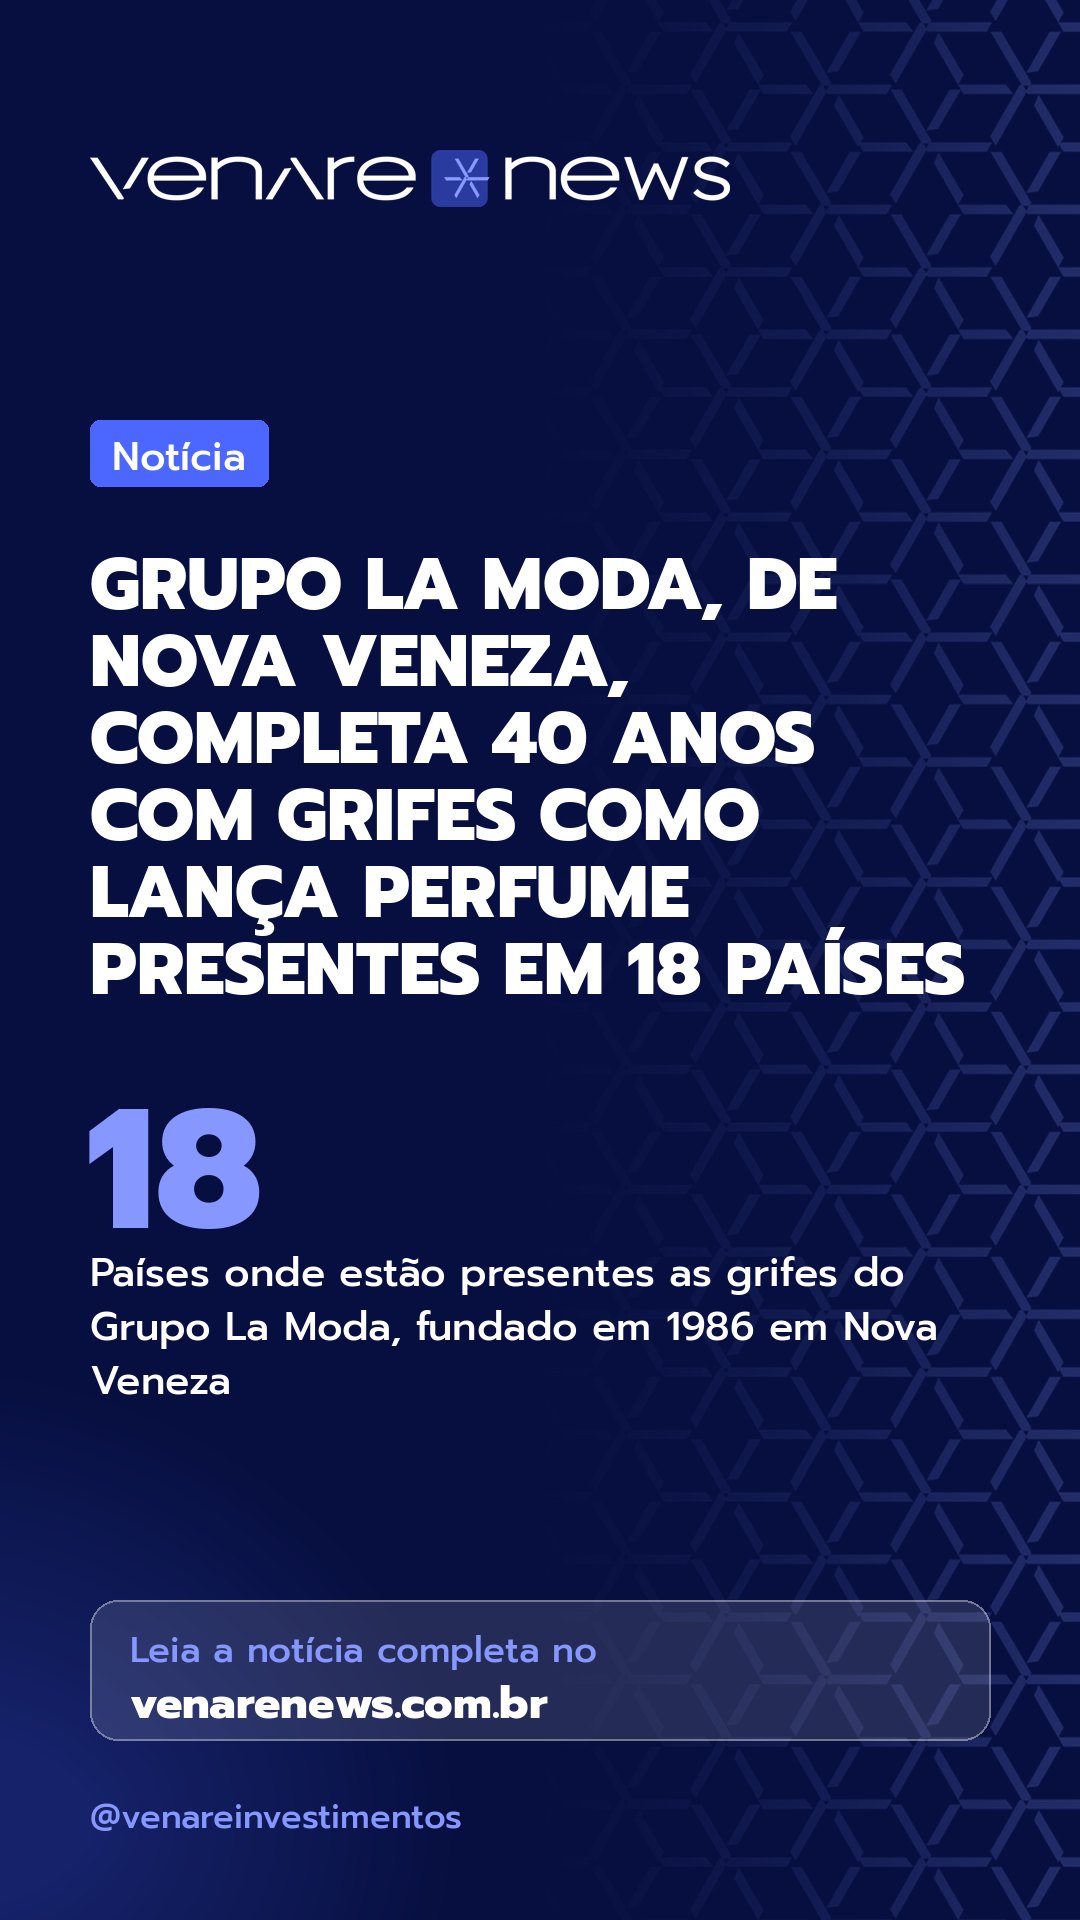 venare news
Notícia
GRUPO LA MODA, DE
NOVA VENEZA,
COMPLETA 40 ANOS
COM GRIFES COMO
LANÇA PERFUME
PRESENTES EM 18 PAÍSES
18
Países onde estão presentes as grifes do
Grupo La Moda, fundado em 1986 em Nova
Veneza
Leia a notícia completa no
venarenews.com.br
@venareinvestimentos